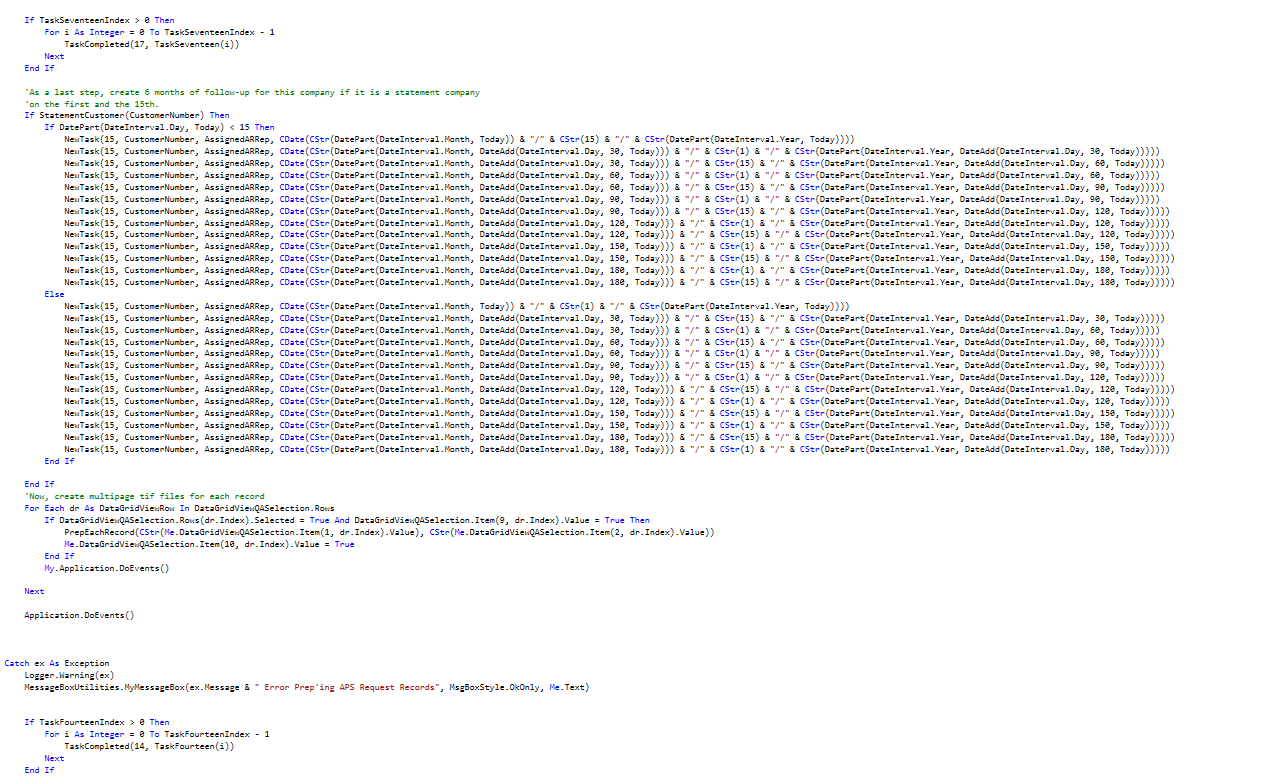 If TaskSeventeenIndex > 0 Then
For i As Integer = 0 To TaskSeventeenIndex - 1
TaskCompleted(17, TaskSeventeen(i))
Next
End If
'As a last step, create 6 months of follow-up for this company if it is a statement company
'on the first and the 15th.
If StatementCustomer(CustomerNumber) Then
If DatePart(DateInterval.Day, Today) < 15 Then
NewTask(15, CustomerNumber, AssignedARRep, CDate(CStr(DatePart(DateInterval.Month, Today)) & "/" & CStr(15) & "/" & CStr(DatePart(DateInterval.Year, Today))))
NewTask(15, CustomerNumber, AssignedARRep, CDate(CStr(DatePart(DateInterval.Month, DateAdd(DateInterval.Day, 30, Today))) & "/" & CStr(1) & "/" & CStr(DatePart(DateInterval.Year, DateAdd(DateInterval.Day, 30, Today)))))
NewTask(15, CustomerNumber, AssignedARRep, CDate(CStr(DatePart(DateInterval.Month, DateAdd(DateInterval.Day, 30, Today))) & "/" & CStr(15) & "/" & CStr(DatePart(DateInterval.Year, DateAdd(DateInterval.Day, 60, Today)))))
NewTask(15, CustomerNumber, AssignedARRep, CDate(CStr(DatePart(DateInterval.Month, DateAdd(DateInterval.Day, 60, Today))) & "/" & CStr(1) & "/" & CStr(DatePart(DateInterval.Year, DateAdd(DateInterval.Day, 60, Today)))))
NewTask(15, CustomerNumber, AssignedARRep, CDate(CStr(DatePart(DateInterval.Month, DateAdd(DateInterval.Day, 60, Today))) & "/" & CStr(15) & "/" & CStr(DatePart(DateInterval.Year, DateAdd(DateInterval.Day, 90, Today)))))
NewTask(15, CustomerNumber, AssignedARRep, CDate(CStr(DatePart(DateInterval.Month, DateAdd(DateInterval.Day, 90, Today))) & "/" & CStr(1) & "/" & CStr(DatePart(DateInterval.Year, DateAdd(DateInterval.Day, 90, Today)))))
NewTask(15, CustomerNumber, AssignedARRep, CDate(CStr(DatePart(DateInterval.Month, DateAdd(DateInterval.Day, 90, Today))) & "/" & CStr(15) & "/" & CStr(DatePart(DateInterval.Year, DateAdd(DateInterval.Day, 120, Today)))))
NewTask(15, CustomerNumber, AssignedARRep, CDate(CStr(DatePart(DateInterval.Month, DateAdd(DateInterval.Day, 120, Today))) & "/" & CStr(1) & "/" & CStr(DatePart(DateInterval.Year, DateAdd(DateInterval.Day, 120, Today)))))
NewTask(15, CustomerNumber, AssignedARRep, CDate(CStr(DatePart(DateInterval.Month, DateAdd(DateInterval.Day, 120, Today))) & "/" & CStr(15) & "/" & CStr(DatePart(DateInterval.Year, DateAdd(DateInterval.Day, 120, Today)))))
NewTask(15, CustomerNumber, AssignedARRep, CDate(CStr(DatePart(DateInterval.Month, DateAdd(DateInterval.Day, 150, Today))) & "/" & CStr(1) & "/" & CStr(DatePart(DateInterval.Year, DateAdd(DateInterval.Day, 150, Today)))))
NewTask(15, CustomerNumber, AssignedARRep, CDate(CStr(DatePart(DateInterval.Month, DateAdd(DateInterval.Day, 150, Today))) & "/" & CStr(15) & "/" & CStr(DatePart(DateInterval.Year, DateAdd(DateInterval.Day, 150, Today)))))
NewTask(15, CustomerNumber, AssignedARRep, CDate(CStr(DatePart(DateInterval.Month, DateAdd(DateInterval.Day, 180, Today))) & "/" & CStr(1) & "/" & CStr(DatePart(DateInterval.Year, DateAdd(DateInterval.Day, 180, Today)))))
NewTask(15, CustomerNumber, AssignedARRep, CDate(CStr(DatePart(DateInterval.Month, DateAdd(DateInterval.Day, 180, Today))) & "/" & CStr(15) & "/" & CStr(DatePart(DateInterval.Year, DateAdd(DateInterval.Day, 180, Today)))))
Else
NewTask(15, CustomerNumber, AssignedARRep, CDate(CStr(DatePart(DateInterval.Month, Today)) & "/" & CStr(1) & "/" & CStr(DatePart(DateInterval.Year, Today))))
NewTask(15, CustomerNumber, AssignedARRep, CDate(CStr(DatePart(DateInterval.Month, DateAdd(DateInterval.Day, 30, Today))) & "/" & CStr(15) & "/" & CStr(DatePart(DateInterval.Year, DateAdd(DateInterval.Day, 30, Today)))))
NewTask(15, CustomerNumber, AssignedARRep, CDate(CStr(DatePart(DateInterval.Month, DateAdd(DateInterval.Day, 30, Today))) & "/" & CStr(1) & "/" & CStr(DatePart(DateInterval.Year, DateAdd(DateInterval.Day, 60, Today)))))
NewTask(15, CustomerNumber, AssignedARRep, CDate(CStr(DatePart(DateInterval.Month, DateAdd(DateInterval.Day, 60, Today))) & "/" & CStr(15) & "/" & CStr(DatePart(DateInterval.Year, DateAdd(DateInterval.Day, 60, Today)))))
NewTask(15, CustomerNumber, AssignedARRep, CDate(CStr(DatePart(DateInterval.Month, DateAdd(DateInterval.Day, 60, Today))) & "/" & CStr(1) & "/" & CStr(DatePart(DateInterval.Year, DateAdd(DateInterval.Day, 90, Today)))))
NewTask(15, CustomerNumber, AssignedARRep, CDate(CStr(DatePart(DateInterval.Month, DateAdd(DateInterval.Day, 90, Today))) & "/" & CStr(15) & "/" & CStr(DatePart(DateInterval.Year, DateAdd(DateInterval.Day, 90, Today)))))
NewTask(15, CustomerNumber, AssignedARRep, CDate(CStr(DatePart(DateInterval.Month, DateAdd(DateInterval.Day, 90, Today))) & "/" & CStr(1) & "/" & CStr(DatePart(DateInterval.Year, DateAdd(DateInterval.Day, 120, Today)))))
NewTask(15, CustomerNumber, AssignedARRep, CDate(CStr(DatePart(DateInterval.Month, DateAdd(DateInterval.Day, 120, Today))) & "/" & CStr(15) & "/" & CStr(DatePart(DateInterval.Year, DateAdd(DateInterval.Day, 120, Today)))))
NewTask(15, CustomerNumber, AssignedARRep, CDate(CStr(DatePart(DateInterval.Month, DateAdd(DateInterval.Day, 120, Today))) & "/" & CStr(1) & "/" & CStr(DatePart(DateInterval.Year, DateAdd(DateInterval.Day, 120, Today)))))
NewTask(15, CustomerNumber, AssignedARRep, CDate(CStr(DatePart(DateInterval.Month, DateAdd(DateInterval.Day, 150, Today))) & "/" & CStr(15) & "/" & CStr(DatePart(DateInterval.Year, DateAdd(DateInterval.Day, 150, Today)))))
NewTask(15, CustomerNumber, AssignedARRep, CDate(CStr(DatePart(DateInterval.Month, DateAdd(DateInterval.Day, 150, Today))) & "/" & CStr(1) & "/" & CStr(DatePart(DateInterval.Year, DateAdd(DateInterval.Day, 150, Today)))))
NewTask(15, CustomerNumber, AssignedARRep, CDate(CStr(DatePart(DateInterval.Month, DateAdd(DateInterval.Day, 180, Today))) & "/" & CStr(15) & "/" & CStr(DatePart(DateInterval.Year, DateAdd(DateInterval.Day, 180, Today)))))
NewTask(15, CustomerNumber, AssignedARRep, CDate(CStr(DatePart(DateInterval.Month, DateAdd(DateInterval.Day, 180, Today))) & "/" & CStr(1) & "/" & CStr(DatePart(DateInterval.Year, DateAdd(DateInterval.Day, 180, Today)))))
End If
End If
'Now, create multipage tif files for each record
For Each dr As DataGridViewRow In DataGridViewQASelection.Rows
If DataGridViewQASelection.Rows(dr.Index).Selected = True And DataGridViewQASelection.Item(9, dr.Index).Value = True Then
PrepEachRecord(CStr(Me.DataGridViewQASelection.Item(1, dr.Index).Value), CStr(Me.DataGridViewQASelection.Item(2, dr.Index).Value))
Me.DataGridViewQASelection.Item(10, dr.Index).Value = True
End If
My.Application.DoEvents()
Next
Application.DoEvents()
Catch ex As Exception
Logger.Warning(ex)
MessageBoxUtilities.MyMessageBox(ex.Message & " Error Prep'ing APS Request Records", MsgBoxStyle.OkOnly, Me.Text)
If TaskFourteenIndex > 0 Then
For i As Integer = 0 To TaskFourteenIndex - 1
TaskCompleted(14, TaskFourteen(i))
Next
End If